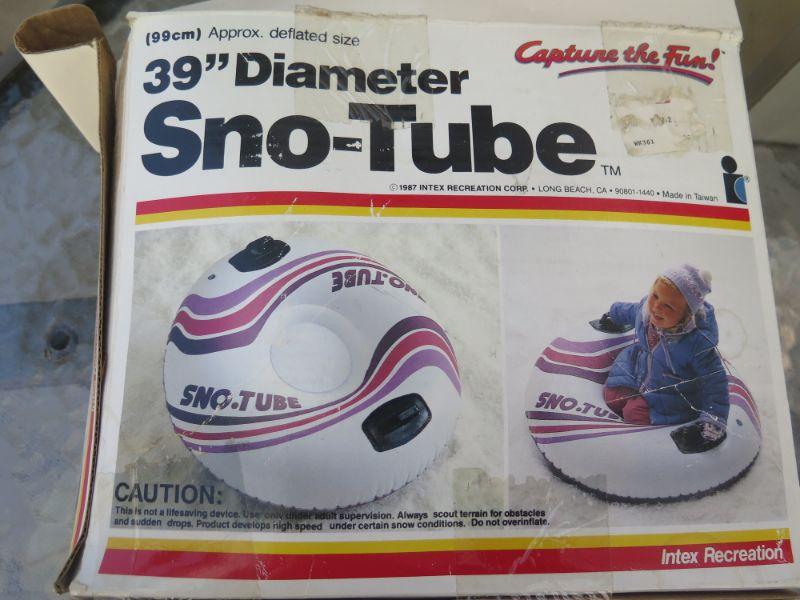 (99cm) Approx. deflated size
39” Diameter
Sno-Tube™
Capture the Fun!
WK361
© 1987 INTEX RECREATION CORP. • LONG BEACH, CA • 90801-1440 • Made in Taiwan
SNO.TUBE
SNO.TUBE
SNO.TUBE
CAUTION:
This is not a lifesaving device. Use only under adult supervision. Always scout terrain for obstacles
and sudden drops. Product develops high speed under certain snow conditions. Do not overinflate.
Intex Recreation